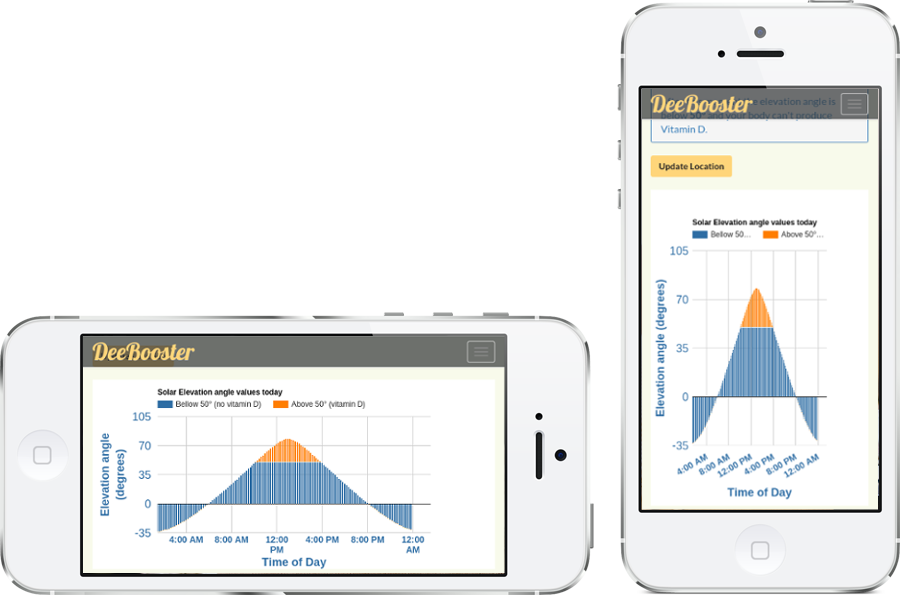 DeeBooster
Solar Elevation angle values today
Bellow 50° (no vitamin D) Above 50° (vitamin D)
Elevation angle
(degrees)
105
70
35
0
-35
4:00 AM 8:00 AM 12:00 PM 4:00 PM 8:00 PM 12:00 AM
Time of Day
DeeBooster
elevation angle is
Bellow 50° and your body can't produce
Vitamin D.
Update Location
Solar Elevation angle values today
Bellow 50... Above 50°...
Elevation angle (degrees)
105
70
35
0
-35
4:00 AM 8:00 AM 12:00 PM 4:00 PM 8:00 PM 12:00 AM
Time of Day